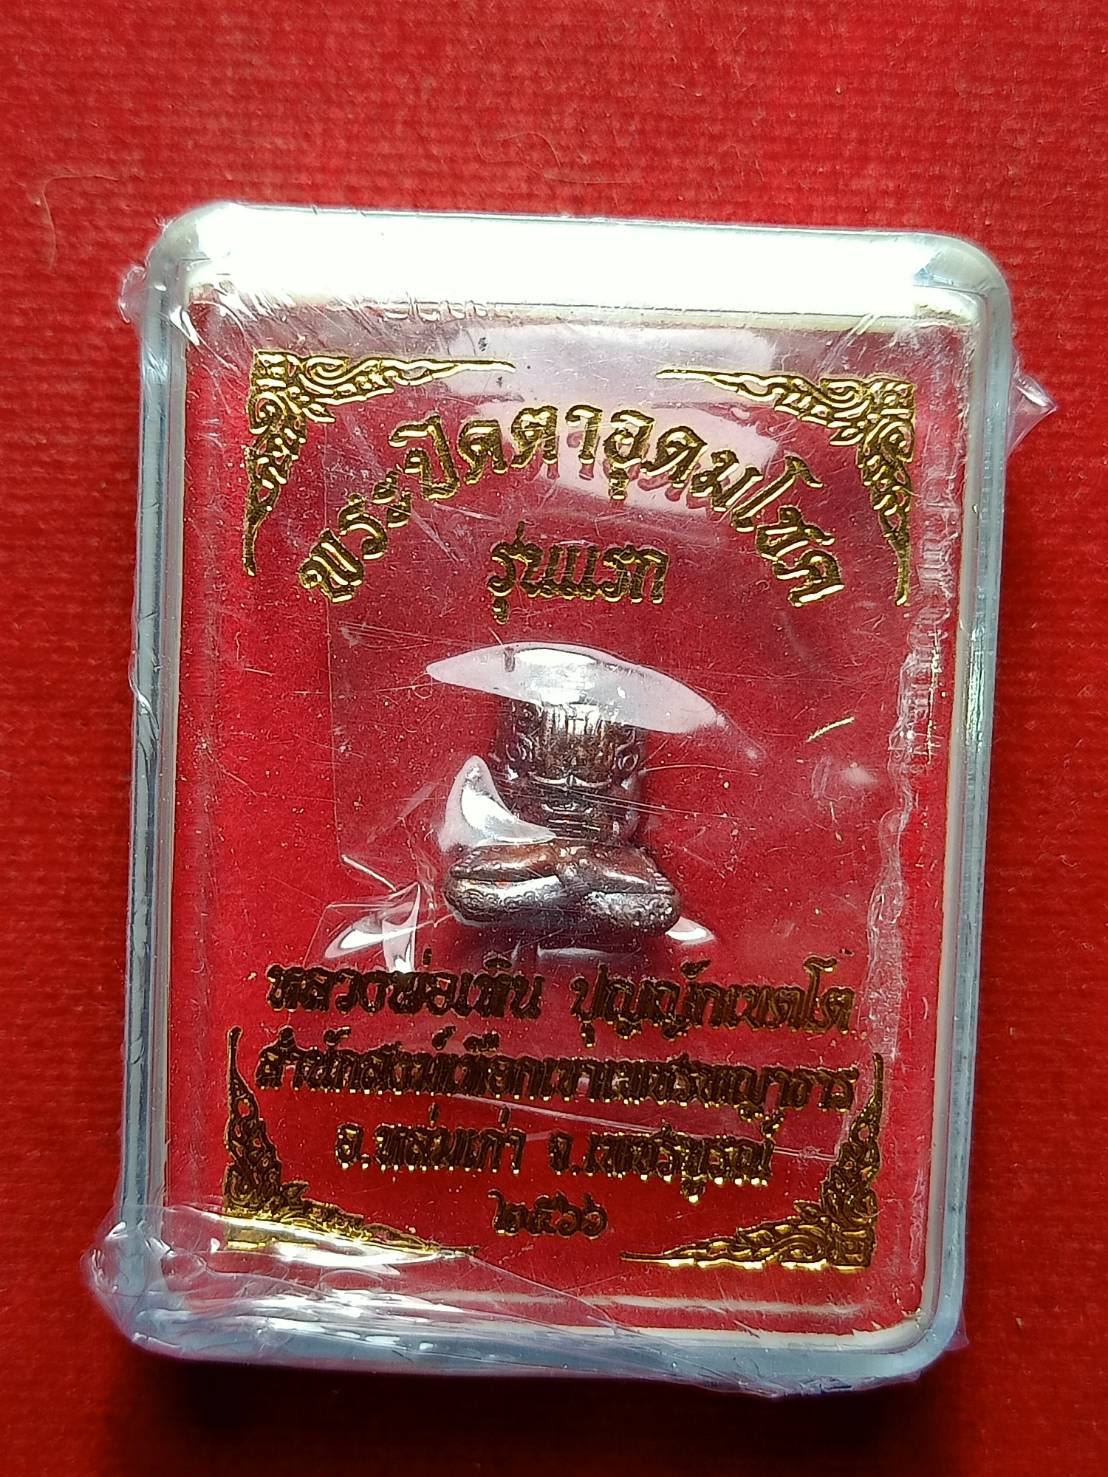 พระปิดตาอุดมโชค
รุ่นแรก
หลวงพ่อเทิน ปุญญักเขตโต
สำนักสงฆ์เทือกเขาเพชรพญาธาร
อ.หล่มเก่า จ.เพชรบูรณ์
๒๕๖๖